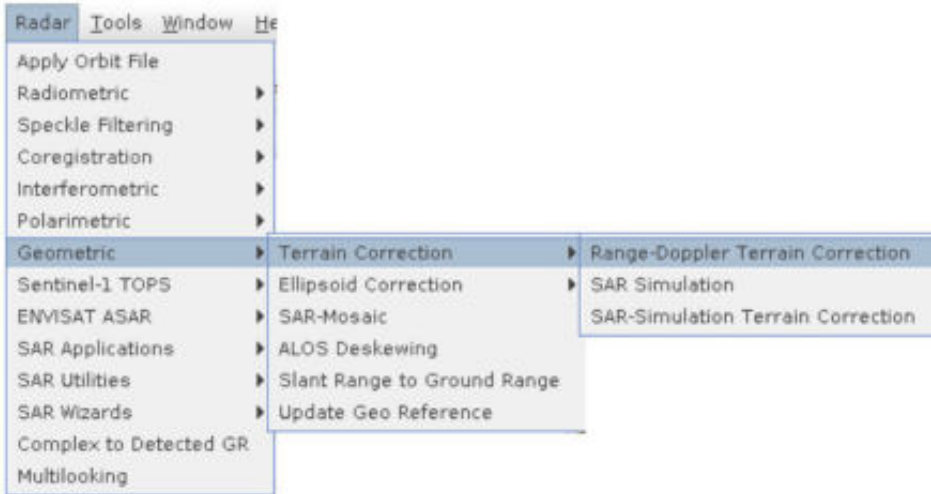 Radar Tools Window He
Apply Orbit File
Radiometric
Speckle Filtering
Coregistration
Interferometric
Polarimetric
Geometric
Sentinel-1 TOPS
ENVISAT ASAR
SAR Applications
SAR Utilities
SAR Wizards
Complex to Detected GR
Multilooking
Terrain Correction
Ellipsoid Correction
SAR-Mosaic
ALOS Deskewing
Slant Range to Ground Range
Update Geo Reference
Range-Doppler Terrain Correction
SAR Simulation
SAR-Simulation Terrain Correction